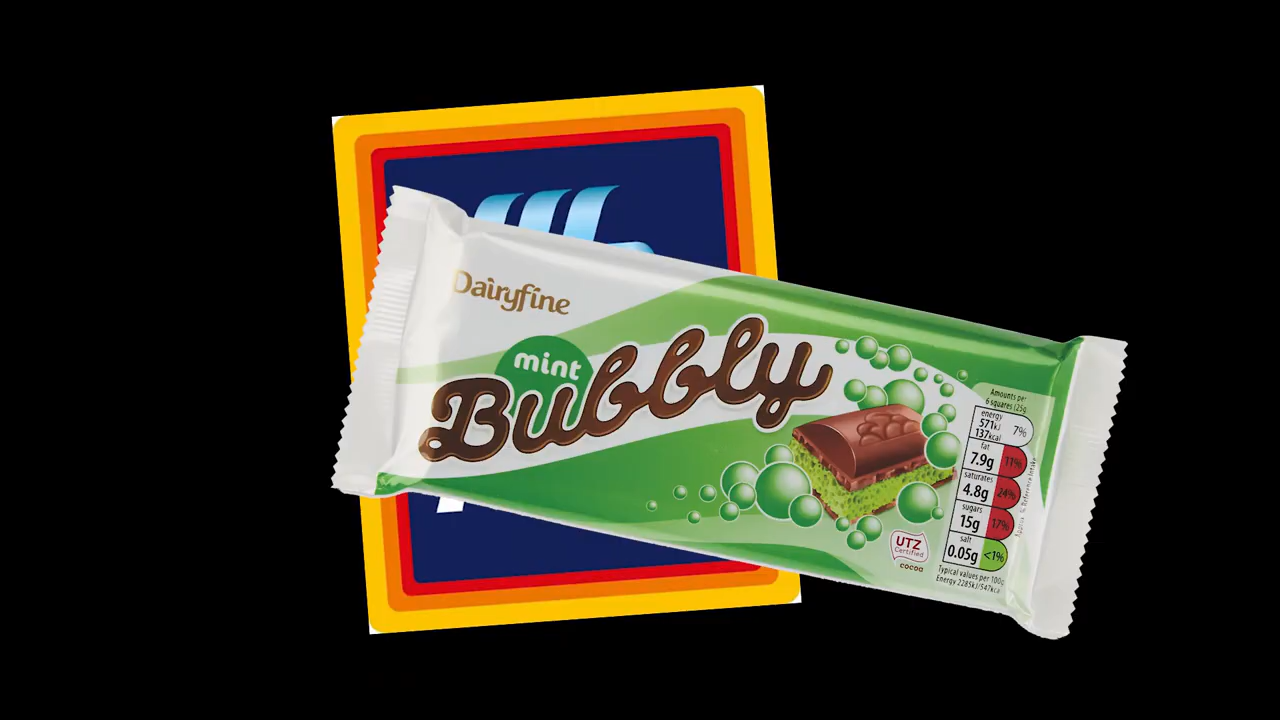 Dairyfine
mint
Bubbly
Amounts per
6 squares (25g
energy
571kJ
137kcal
7%
fat
7.9g 11%
saturates
4.8g 24%
sugars
15g 17%
salt
0.05g <1%
Typical values per 100g
Energy 2285kJ/547kca
UTZ
Certified
cocoa